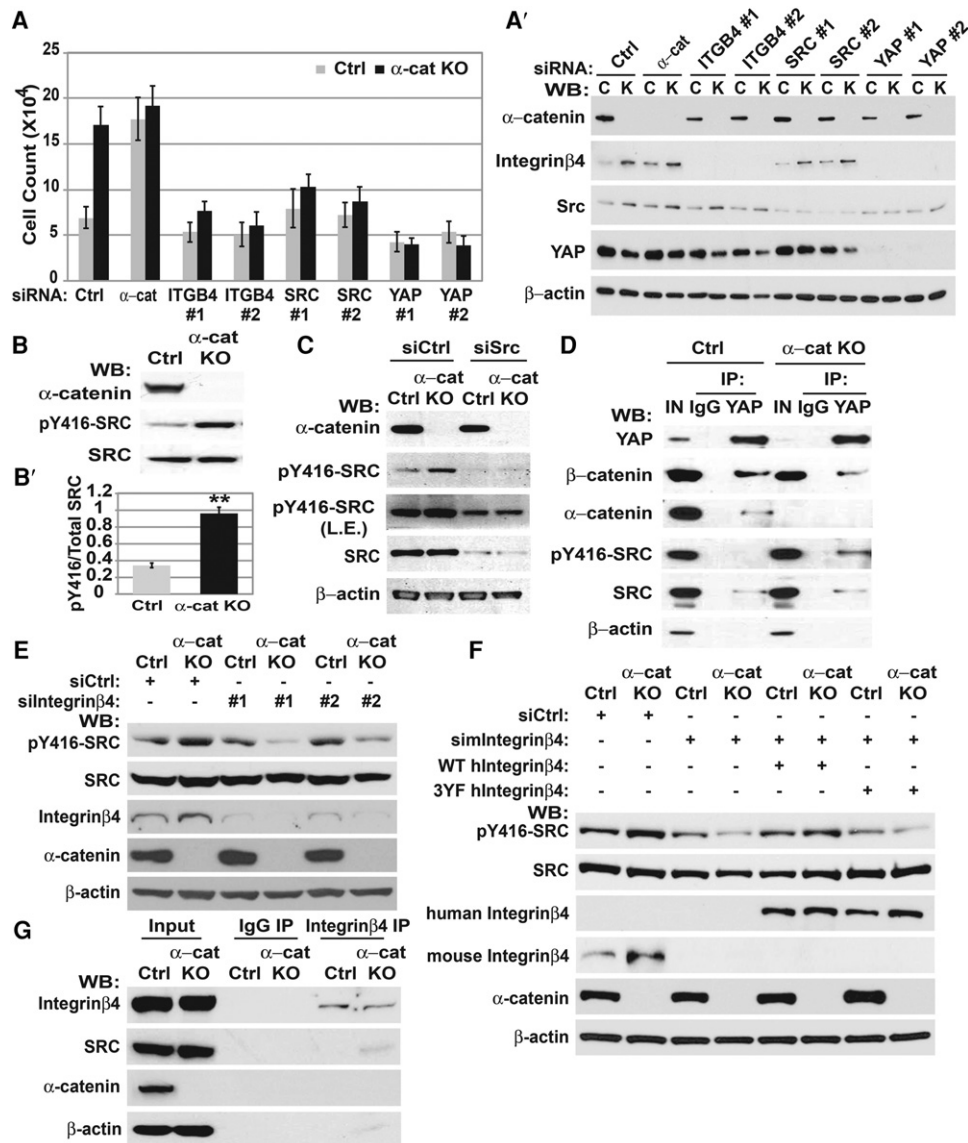 A
25
20
15
10
5
0
Cell Count (X10⁴)
Ctrl α-cat KO
siRNA: Ctrl α-cat ITGB4 #1 ITGB4 #2 SRC #1 SRC #2 YAP #1 YAP #2
A′
siRNA: Ctrl α-cat ITGB4 #1 ITGB4 #2 SRC #1 SRC #2 YAP #1 YAP #2
WB: C K C K C K C K C K C K C K C K
α−catenin
Integrinβ4
Src
YAP
β−actin
B
Ctrl α-cat KO
WB:
α-catenin
pY416-SRC
SRC
B′
pY416/Total SRC
1.2
1
0.8
0.6
0.4
0.2
0
**
Ctrl α-cat KO
C
siCtrl siSrc
α−cat α−cat
Ctrl KO Ctrl KO
WB:
α-catenin
pY416-SRC
pY416-SRC
(L.E.)
SRC
β−actin
D
Ctrl α−cat KO
IP: IP:
IN IgG YAP IN IgG YAP
WB:
YAP
β-catenin
α−catenin
pY416-SRC
SRC
β−actin
E
α−cat α−cat α−cat
Ctrl KO Ctrl KO Ctrl KO
siCtrl: + + - - - -
siIntegrinβ4: - - #1 #1 #2 #2
WB:
pY416-SRC
SRC
Integrinβ4
α-catenin
β-actin
F
α−cat α−cat α−cat α−cat
Ctrl KO Ctrl KO Ctrl KO Ctrl KO
siCtrl: + + - - - - - -
simIntegrinβ4: - - + + + + + +
WT hIntegrinβ4: - - - - + + - -
3YF hIntegrinβ4: - - - - - - + +
WB:
pY416-SRC
SRC
human Integrinβ4
mouse Integrinβ4
α-catenin
β-actin
G
Input IgG IP Integrinβ4 IP
α−cat α−cat α−cat
Ctrl KO Ctrl KO Ctrl KO
WB:
Integrinβ4
SRC
α-catenin
β-actin